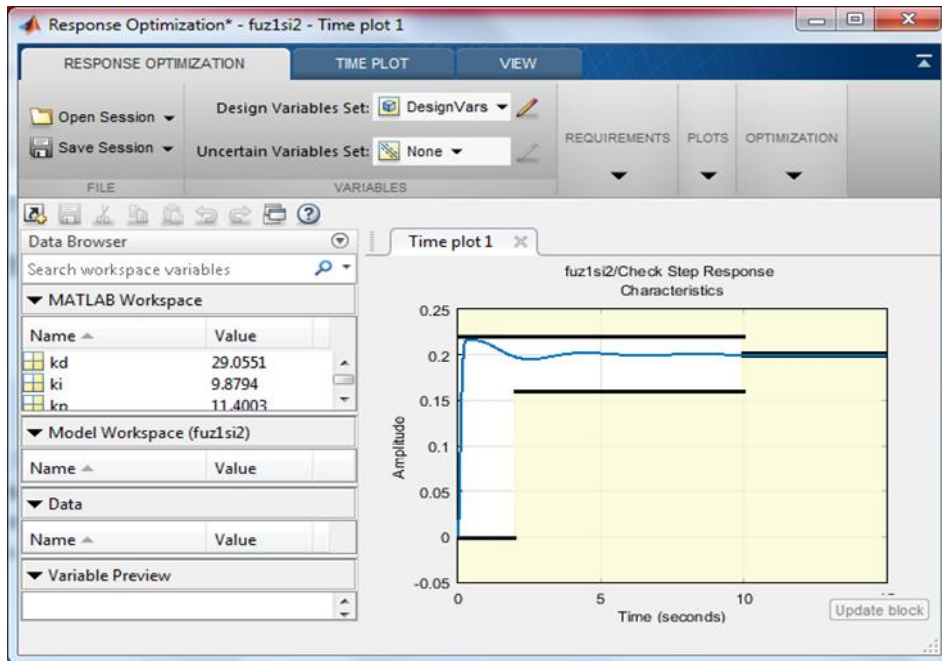 Response Optimization* - fuz1si2 - Time plot 1
RESPONSE OPTIMIZATION TIME PLOT VIEW
Open Session
Save Session
FILE
Design Variables Set: DesignVars
Uncertain Variables Set: None
VARIABLES
REQUIREMENTS
PLOTS
OPTIMIZATION
Data Browser
Search workspace variables
MATLAB Workspace
Name Value
kd 29.0551
ki 9.8794
kp 11.4003
Model Workspace (fuz1si2)
Name Value
Data
Name Value
Variable Preview
Time plot 1
fuz1si2/Check Step Response
Characteristics
Amplitude
0.25
0.2
0.15
0.1
0.05
0
-0.05
0 5 10
Time (seconds)
Update block